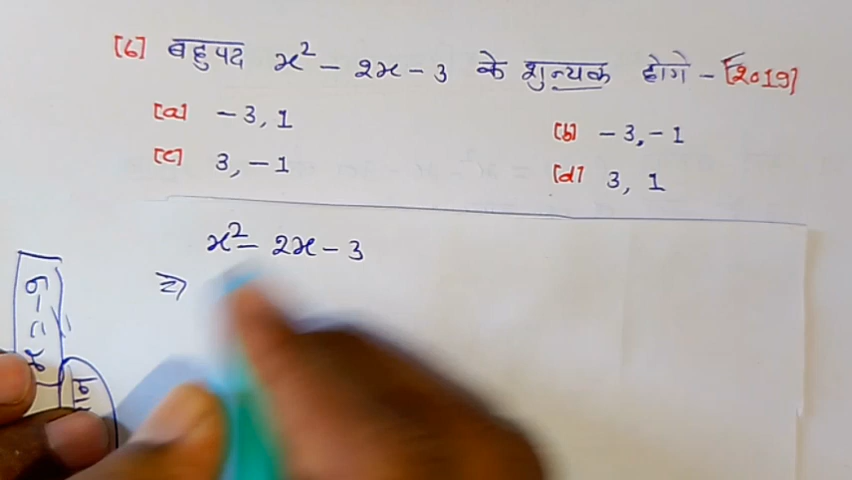 [6] बहुपद x² - 2x - 3 के शुन्यक होगे - [2019]
[a] -3, 1
[b] -3, -1
[c] 3, -1
[d] 3, 1
x² - 2x - 3
⇒